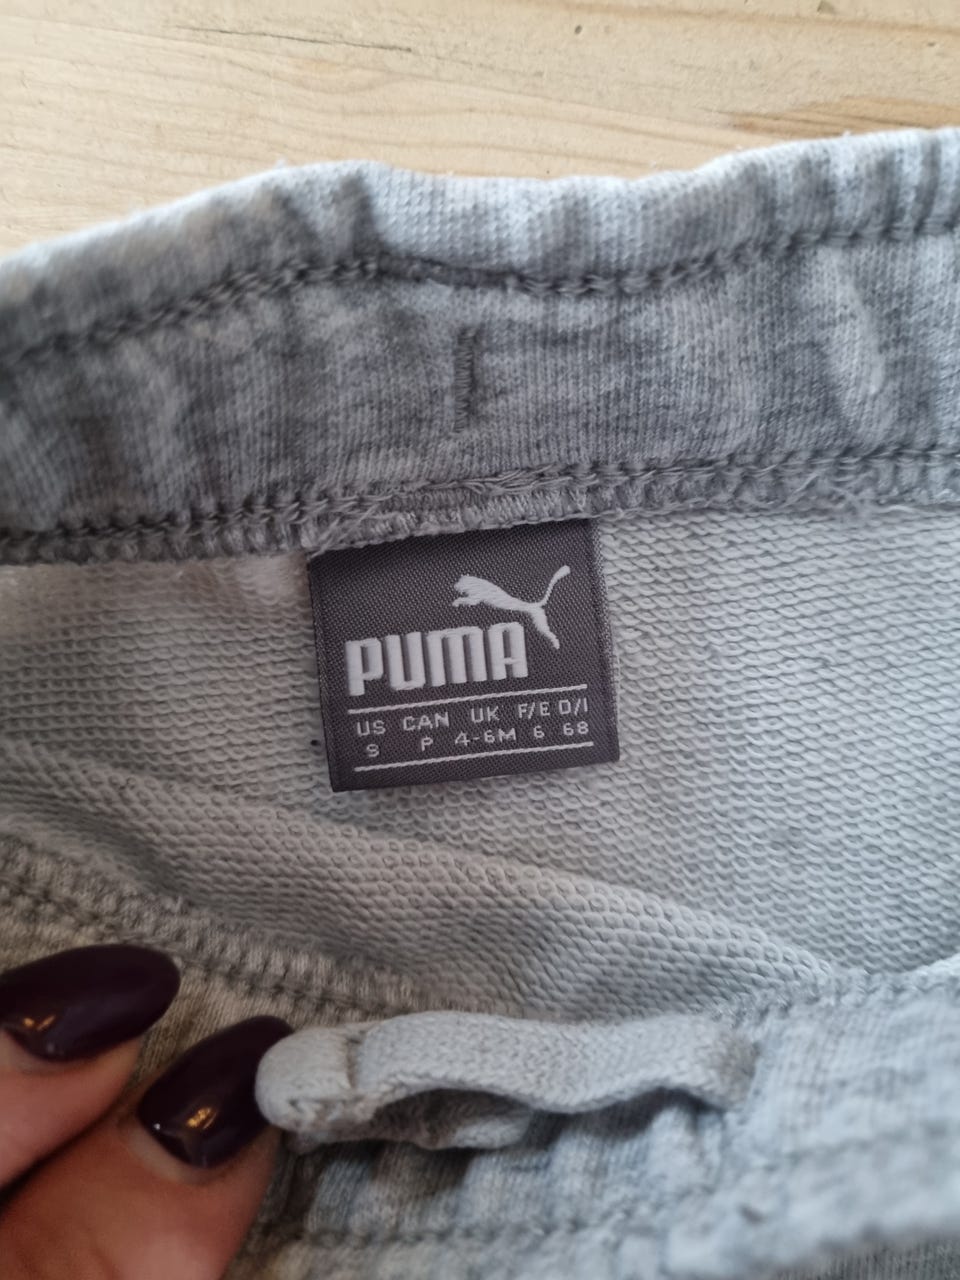 PUMA
US CAN UK F/E D/I
S P 4-6M 6 68